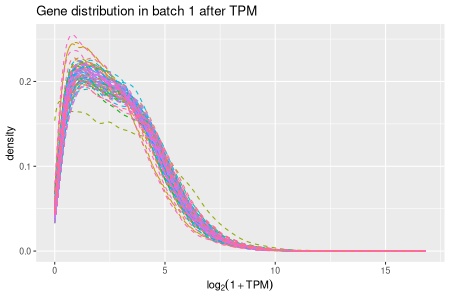 Gene distribution in batch 1 after TPM
density
0.2
0.1
0.0
0
5
10
15
log₂(1+TPM)